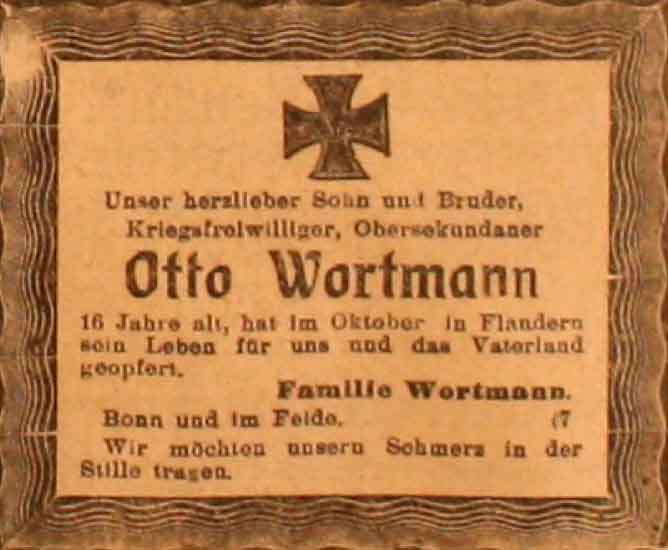 Unser herzlieber Sohn und Bruder,
Kriegsfreiwilliger, Obersekundaner
Otto Wortmann
16 Jahre alt, hat im Oktober in Flandern
sein Leben für uns und das Vaterland
geopfert.
Familie Wortmann.
Bonn und im Felde. (7
Wir möchten unsern Schmerz in der
Stille tragen.